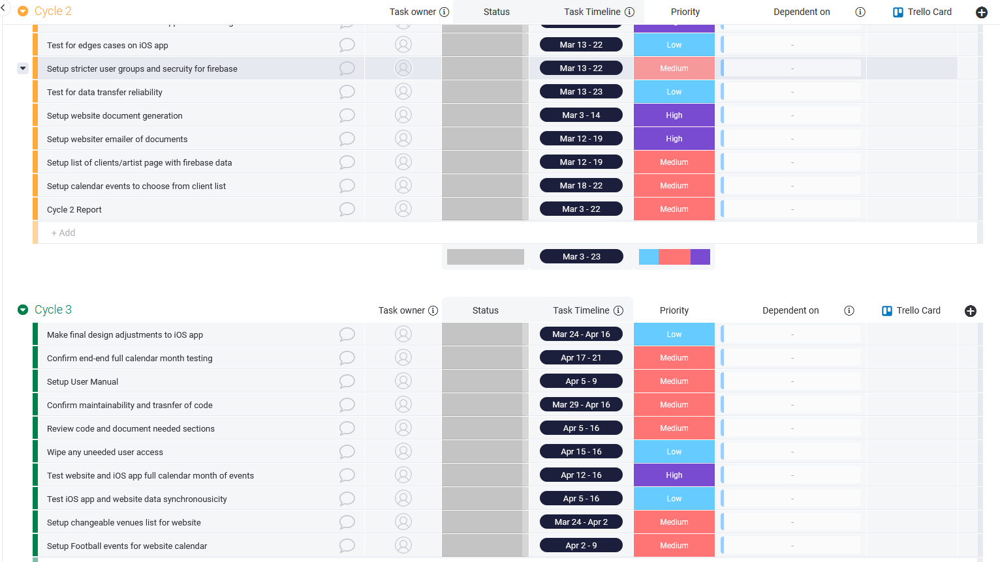 Cycle 2 Task owner Status Task Timeline Priority Dependent on Trello Card
Test for edges cases on iOS app Mar 13 - 22 Low -
Setup stricter user groups and secruity for firebase Mar 13 - 22 Medium -
Test for data transfer reliability Mar 13 - 23 Low -
Setup website document generation Mar 3 - 14 High -
Setup websiter emailer of documents Mar 12 - 19 High -
Setup list of clients/artist page with firebase data Mar 12 - 19 Medium -
Setup calendar events to choose from client list Mar 18 - 22 Medium -
Cycle 2 Report Mar 3 - 22 Medium -
+ Add
Mar 3 - 23
Cycle 3 Task owner Status Task Timeline Priority Dependent on Trello Card
Make final design adjustments to iOS app Mar 24 - Apr 16 Low -
Confirm end-end full calendar month testing Apr 17 - 21 Medium -
Setup User Manual Apr 5 - 9 Medium -
Confirm maintainability and trasnfer of code Mar 29 - Apr 16 Medium -
Review code and document needed sections Apr 5 - 16 Medium -
Wipe any uneeded user access Apr 15 - 16 Low -
Test website and iOS app full calendar month of events Apr 12 - 16 High -
Test iOS app and website data synchronousicity Apr 5 - 16 Low -
Setup changeable venues list for website Mar 24 - Apr 2 Medium -
Setup Football events for website calendar Apr 2 - 9 Medium -